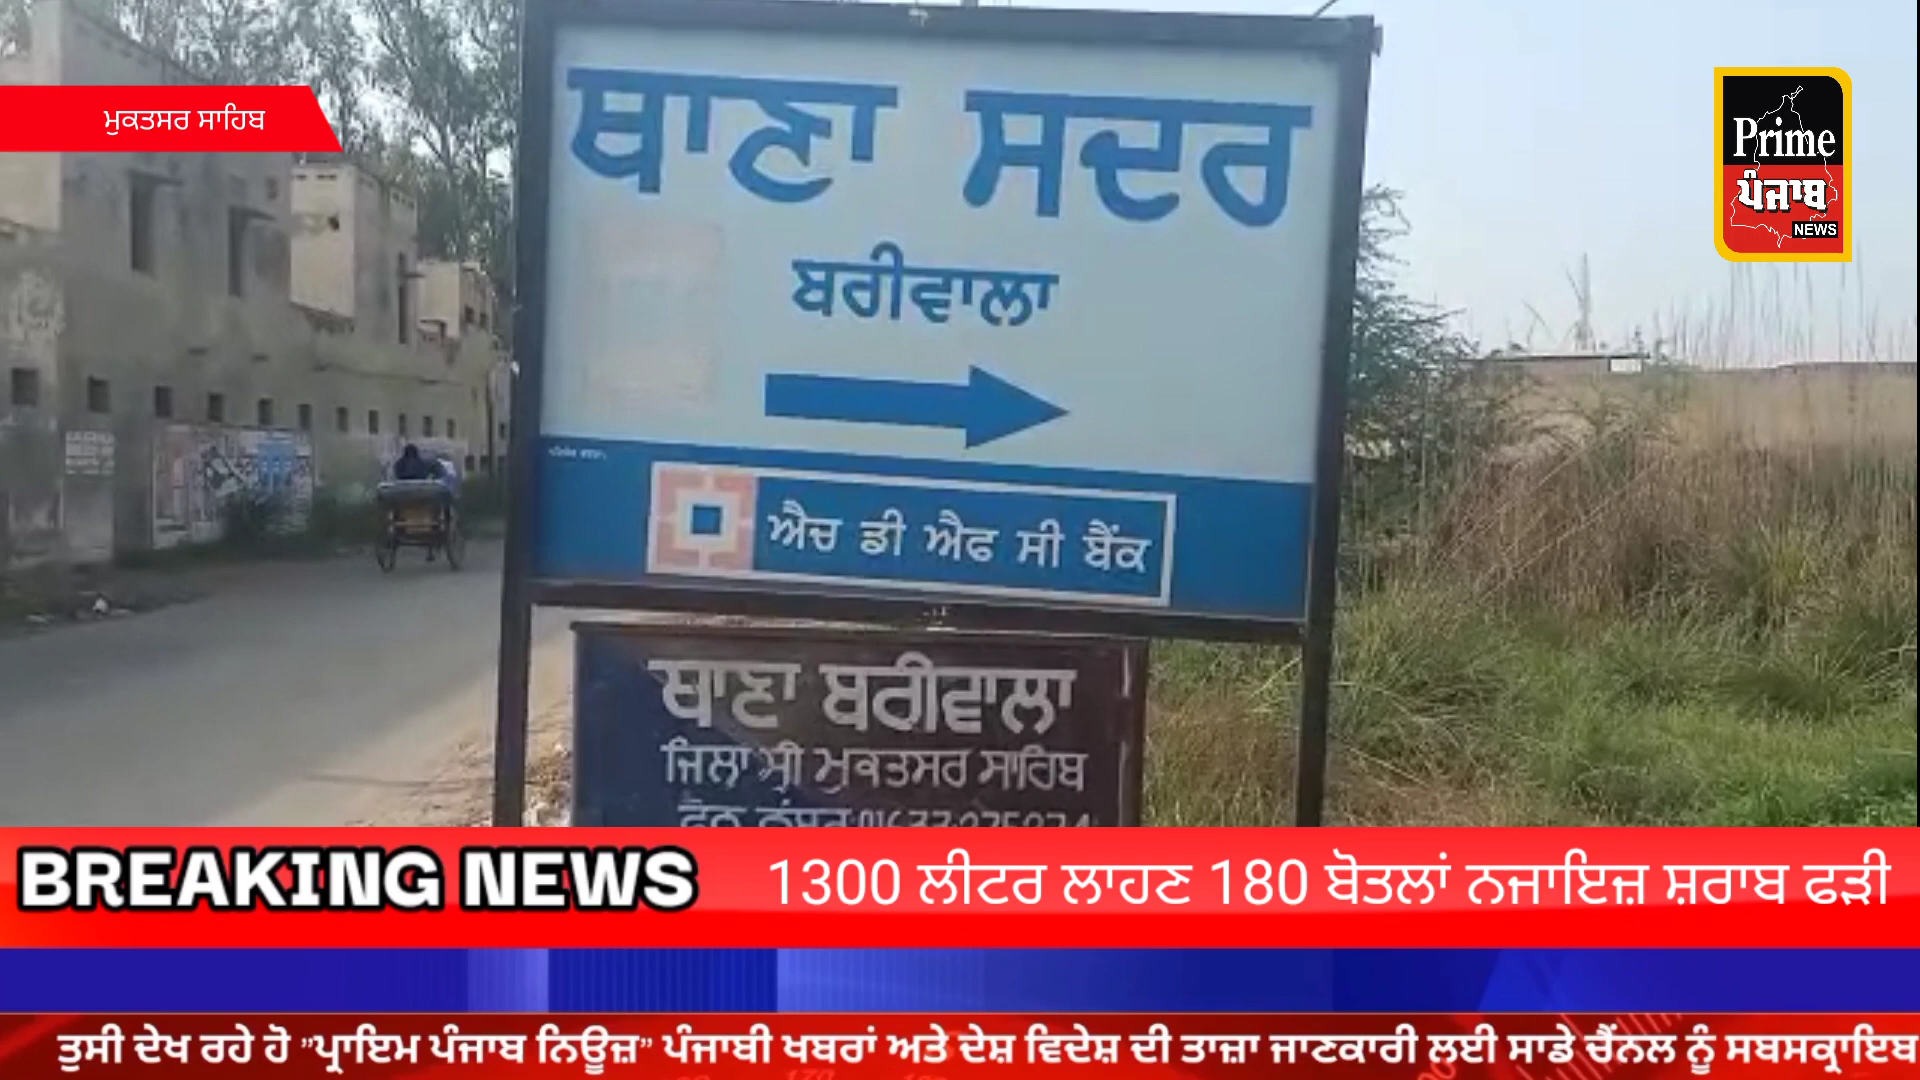 ਮੁਕਤਸਰ ਸਾਹਿਬ
Prime
ਪੰਜਾਬ
NEWS
ਥਾਣਾ ਸਦਰ
ਬਰੀਵਾਲਾ
ਐਚ ਡੀ ਐਫ ਸੀ ਬੈਂਕ
ਥਾਣਾ ਬਰੀਵਾਲਾ
ਜਿਲਾ ਸ੍ਰੀ ਮੁਕਤਸਰ ਸਾਹਿਬ
ਫੋਨ ਨੰਬਰ
BREAKING NEWS
1300 ਲੀਟਰ ਲਾਹਣ 180 ਬੋਤਲਾਂ ਨਜਾਇਜ਼ ਸ਼ਰਾਬ ਫੜੀ
ਤੁਸੀ ਦੇਖ ਰਹੇ ਹੋ ”ਪ੍ਰਾਇਮ ਪੰਜਾਬ ਨਿਊਜ਼” ਪੰਜਾਬੀ ਖਬਰਾਂ ਅਤੇ ਦੇਸ਼ ਵਿਦੇਸ਼ ਦੀ ਤਾਜ਼ਾ ਜਾਣਕਾਰੀ ਲਈ ਸਾਡੇ ਚੈਂਨਲ ਨੂੰ ਸਬਸਕ੍ਰਾਇਬ